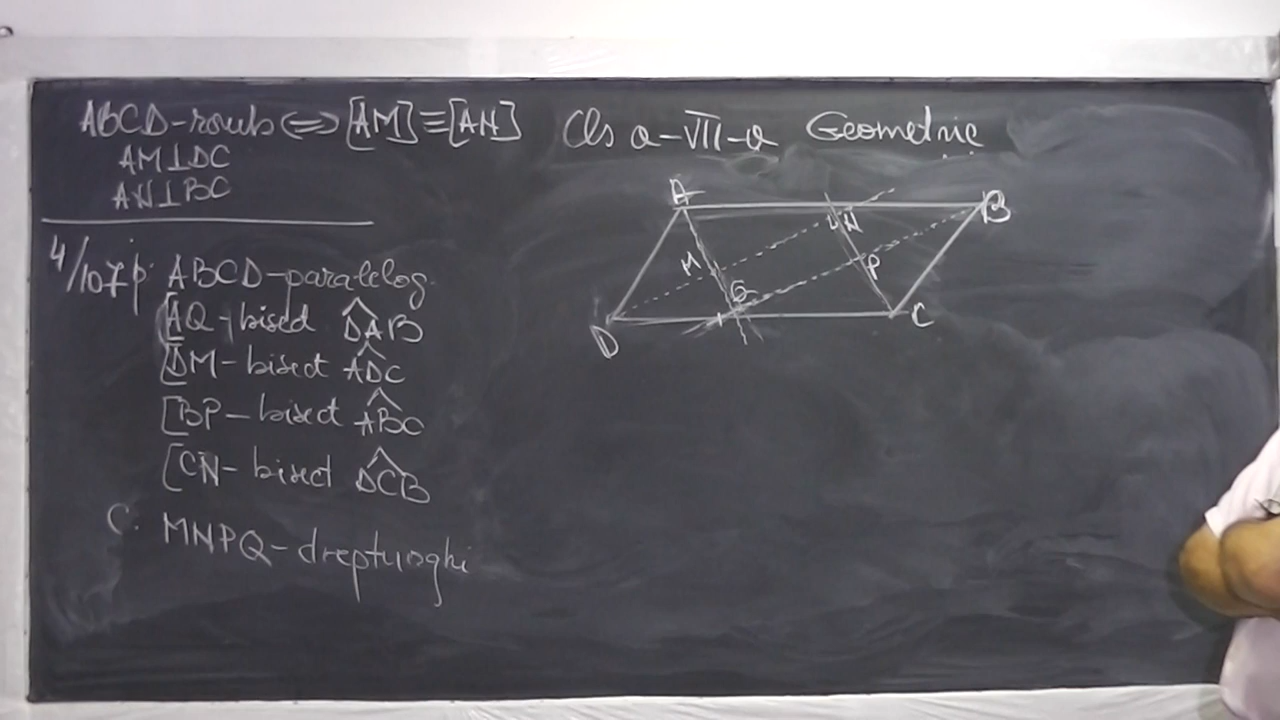 ABCD-romb ⇔ [AM]≡[AN]
AM⊥DC
AN⊥BC
Cls a-VII-a Geometrie
4/107p: ABCD-paralelog.
[AQ-bisect DAB
[DM-bisect ADC
[BP-bisect ABC
[CN-bisect DCB
C: MNPQ-dreptunghi
A
B
N
M
P
Q
D
C